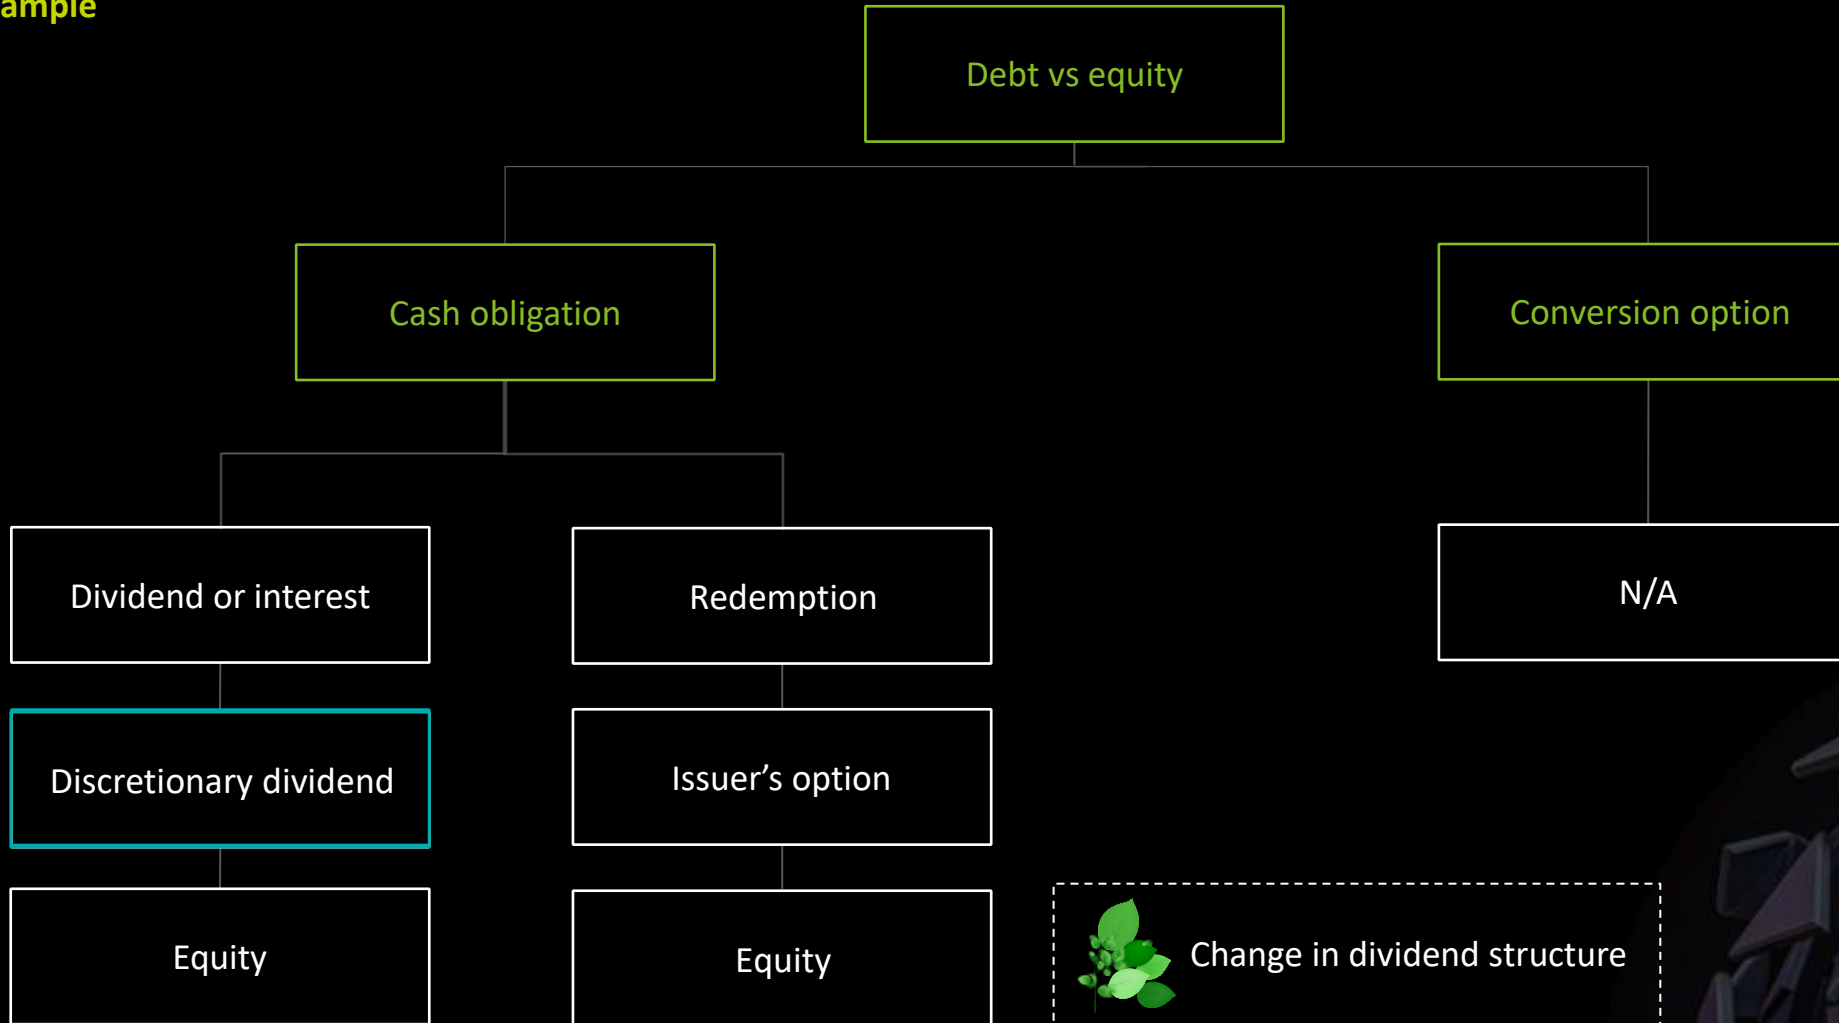 ample
Debt vs equity
Cash obligation
Conversion option
Dividend or interest
Redemption
N/A
Discretionary dividend
Issuer’s option
Equity
Equity
Change in dividend structure